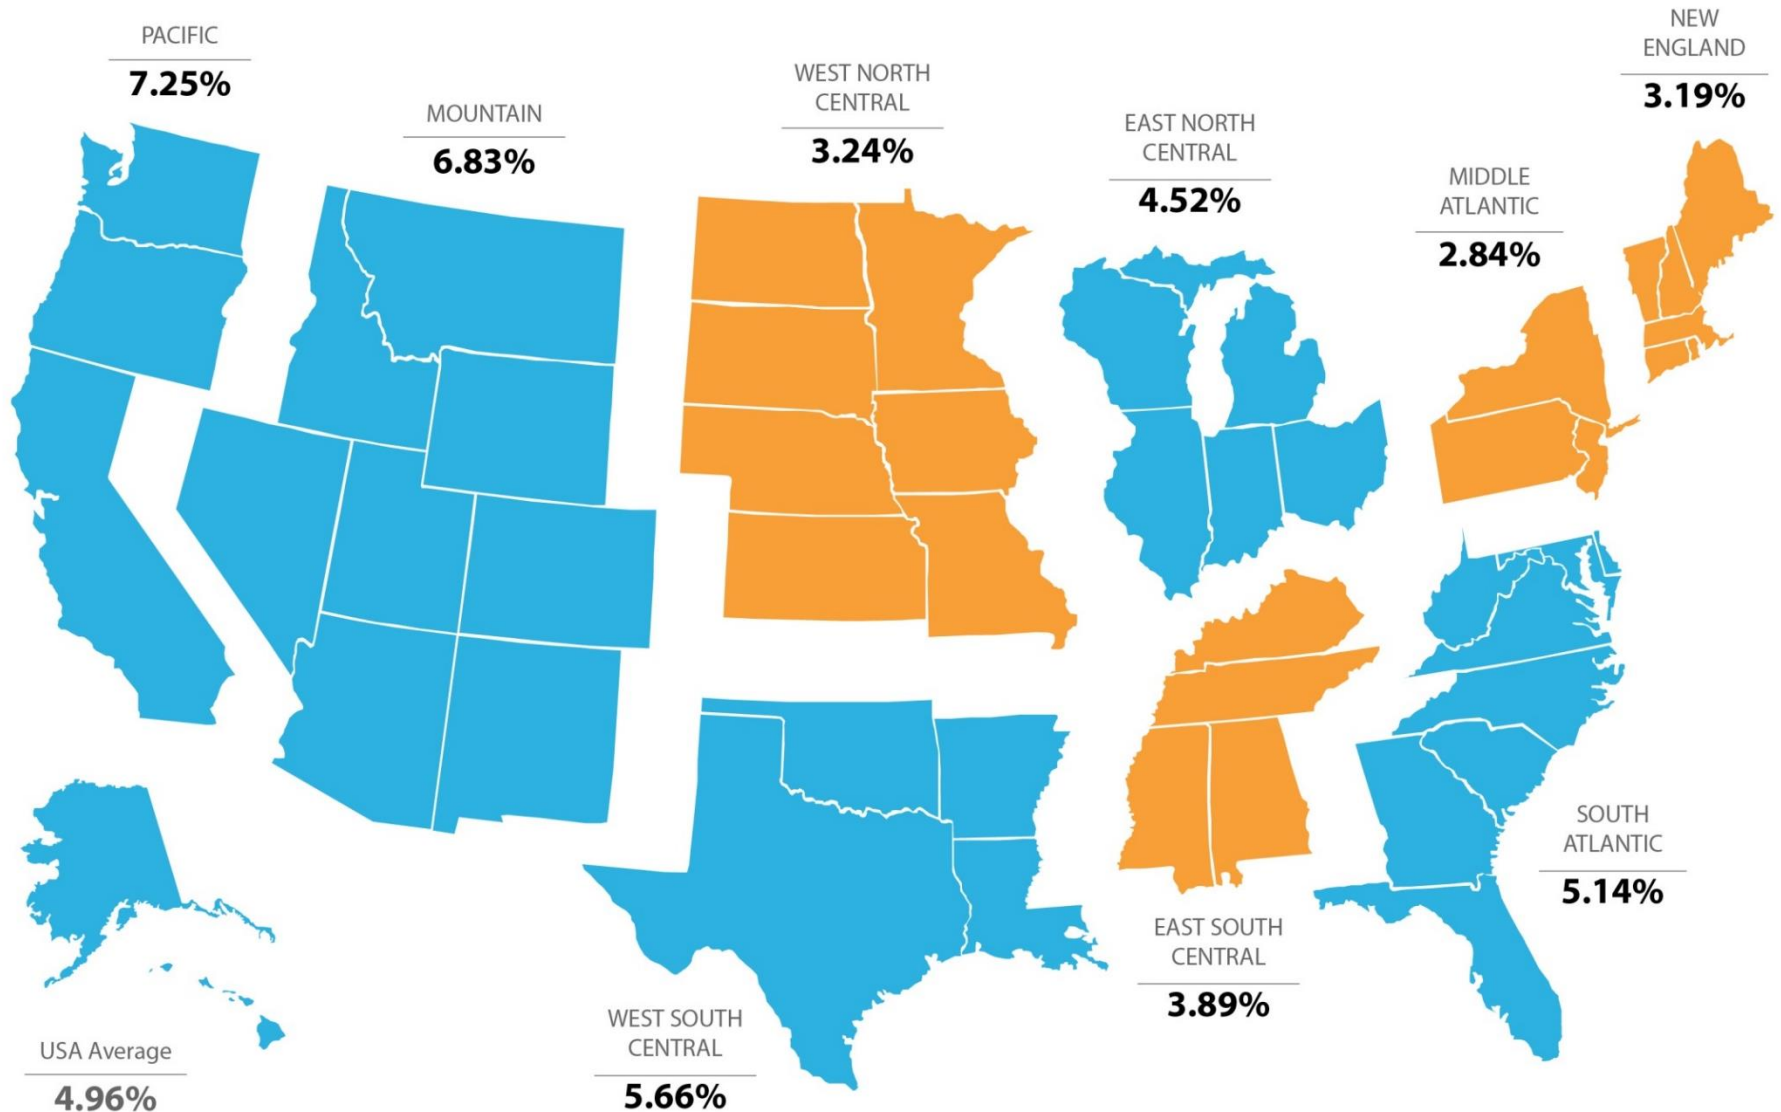 PACIFIC
7.25%
MOUNTAIN
6.83%
WEST NORTH
CENTRAL
3.24%
EAST NORTH
CENTRAL
4.52%
MIDDLE
ATLANTIC
2.84%
NEW
ENGLAND
3.19%
SOUTH
ATLANTIC
5.14%
EAST SOUTH
CENTRAL
3.89%
WEST SOUTH
CENTRAL
5.66%
USA Average
4.96%